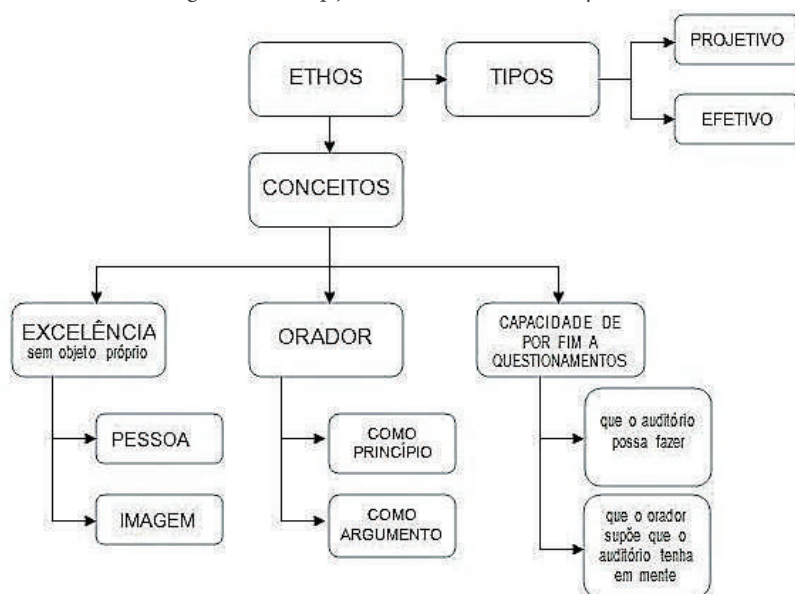 ETHOS
TIPOS
PROJETIVO
EFETIVO
CONCEITOS
EXCELÊNCIA
sem objeto próprio
PESSOA
IMAGEM
ORADOR
COMO
PRINCÍPIO
COMO
ARGUMENTO
CAPACIDADE DE
POR FIM A
QUESTIONAMENTOS
que o auditório
possa fazer
que o orador
supõe que o
auditório tenha
em mente